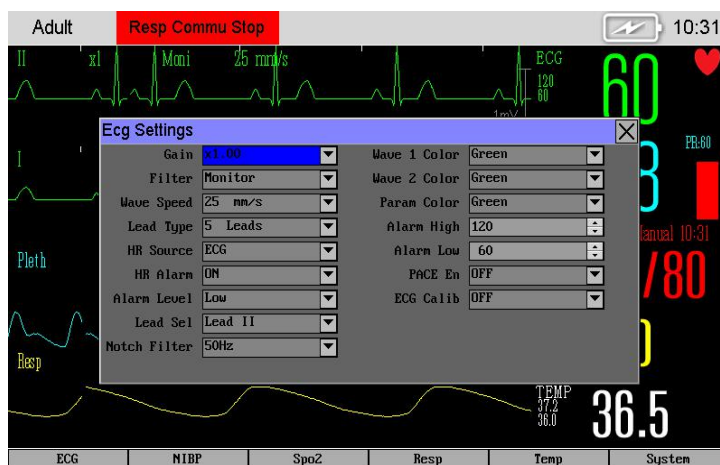 Adult Resp Commu Stop 10:31
II x1 Moni 25 mm/s ECG 60
120
60
1mV
Ecg Settings
Gain x1.00 Wave 1 Color Green
PR:60
Filter Monitor Wave 2 Color Green
I
Wave Speed 25 mm/s Param Color Green
Lead Type 5 Leads Alarm High 120
10:31
HR Source ECG Alarm Low 60
Pleth
HR Alarm ON PACE En OFF
/80
Alarm Level Low ECG Calib OFF
Lead Sel Lead II
Notch Filter 50Hz
Resp
TEMP 36.5
37.2
36.0
ECG NIBP Spo2 Resp Temp System